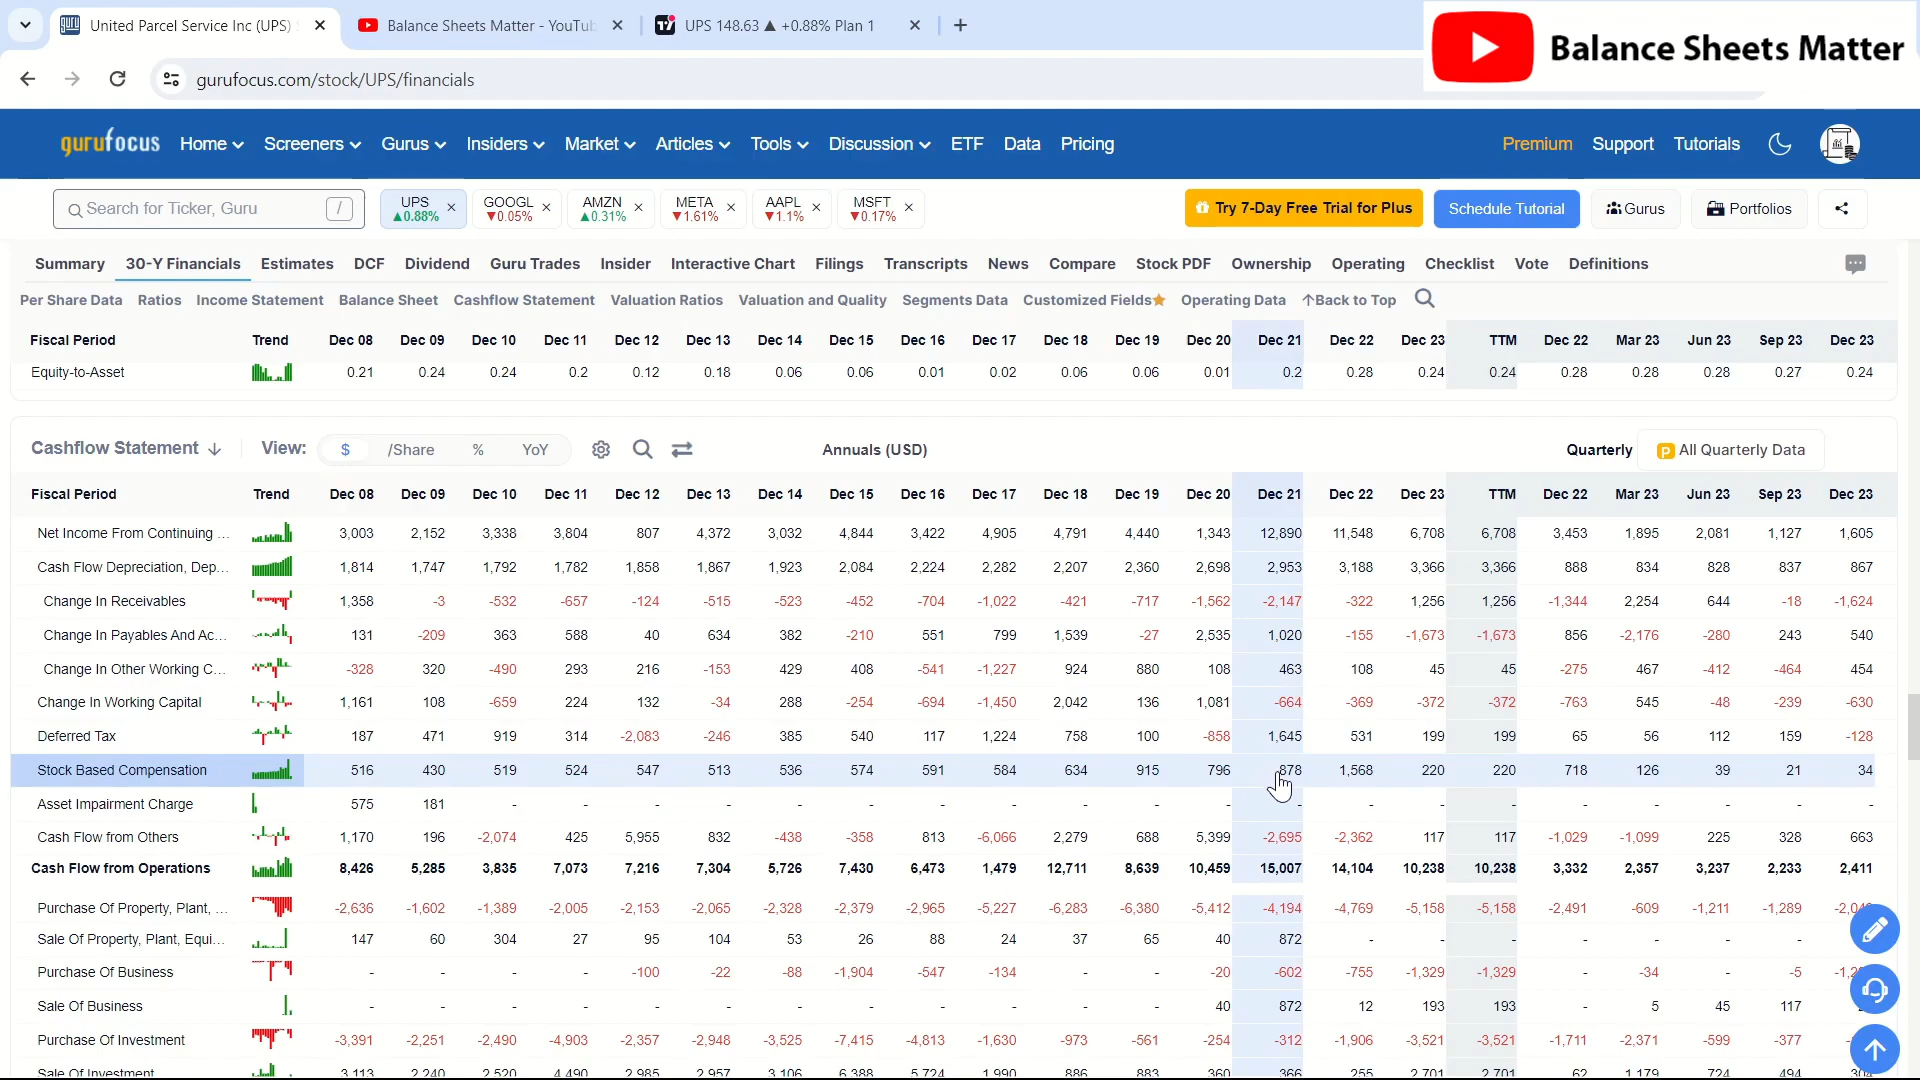 United Parcel Service Inc (UPS)
Balance Sheets Matter - YouTub
UPS 148.63 ▲ +0.88% Plan 1
Balance Sheets Matter
gurufocus.com/stock/UPS/financials
gurufocus Home Screeners Gurus Insiders Market Articles Tools Discussion ETF Data Pricing Premium Support Tutorials
Search for Ticker, Guru /
UPS ▲0.88% GOOGL ▼0.05% AMZN ▲0.31% META ▼1.61% AAPL ▼1.1% MSFT ▼0.17%
Try 7-Day Free Trial for Plus Schedule Tutorial Gurus Portfolios
Summary 30-Y Financials Estimates DCF Dividend Guru Trades Insider Interactive Chart Filings Transcripts News Compare Stock PDF Ownership Operating Checklist Vote Definitions
Per Share Data Ratios Income Statement Balance Sheet Cashflow Statement Valuation Ratios Valuation and Quality Segments Data Customized Fields Operating Data ↑Back to Top
Fiscal Period Trend Dec 08 Dec 09 Dec 10 Dec 11 Dec 12 Dec 13 Dec 14 Dec 15 Dec 16 Dec 17 Dec 18 Dec 19 Dec 20 Dec 21 Dec 22 Dec 23 TTM Dec 22 Mar 23 Jun 23 Sep 23 Dec 23
Equity-to-Asset 0.21 0.24 0.24 0.2 0.12 0.18 0.06 0.06 0.01 0.02 0.06 0.06 0.01 0.2 0.28 0.24 0.24 0.28 0.28 0.28 0.27 0.24
Cashflow Statement ↓ View: $ /Share % YoY Annuals (USD) Quarterly All Quarterly Data
Fiscal Period Trend Dec 08 Dec 09 Dec 10 Dec 11 Dec 12 Dec 13 Dec 14 Dec 15 Dec 16 Dec 17 Dec 18 Dec 19 Dec 20 Dec 21 Dec 22 Dec 23 TTM Dec 22 Mar 23 Jun 23 Sep 23 Dec 23
Net Income From Continuing ... 3,003 2,152 3,338 3,804 807 4,372 3,032 4,844 3,422 4,905 4,791 4,440 1,343 12,890 11,548 6,708 6,708 3,453 1,895 2,081 1,127 1,605
Cash Flow Depreciation, Dep... 1,814 1,747 1,792 1,782 1,858 1,867 1,923 2,084 2,224 2,282 2,207 2,360 2,698 2,953 3,188 3,366 3,366 888 834 828 837 867
Change In Receivables 1,358 -3 -532 -657 -124 -515 -523 -452 -704 -1,022 -421 -717 -1,562 -2,147 -322 1,256 1,256 -1,344 2,254 644 -18 -1,624
Change In Payables And Ac... 131 -209 363 588 40 634 382 -210 551 799 1,539 -27 2,535 1,020 -155 -1,673 -1,673 856 -2,176 -280 243 540
Change In Other Working C... -328 320 -490 293 216 -153 429 408 -541 -1,227 924 880 108 463 108 45 45 -275 467 -412 -464 454
Change In Working Capital 1,161 108 -659 224 132 -34 288 -254 -694 -1,450 2,042 136 1,081 -664 -369 -372 -372 -763 545 -48 -239 -630
Deferred Tax 187 471 919 314 -2,083 -246 385 540 117 1,224 758 100 -858 1,645 531 199 199 65 56 112 159 -128
Stock Based Compensation 516 430 519 524 547 513 536 574 591 584 634 915 796 878 1,568 220 220 718 126 39 21 34
Asset Impairment Charge 575 181 - - - - - - - - - - - - - - - - - - - -
Cash Flow from Others 1,170 196 -2,074 425 5,955 832 -438 -358 813 -6,066 2,279 688 5,399 -2,695 -2,362 117 117 -1,029 -1,099 225 328 663
Cash Flow from Operations 8,426 5,285 3,835 7,073 7,216 7,304 5,726 7,430 6,473 1,479 12,711 8,639 10,459 15,007 14,104 10,238 10,238 3,332 2,357 3,237 2,233 2,411
Purchase Of Property, Plant, ... -2,636 -1,602 -1,389 -2,005 -2,153 -2,065 -2,328 -2,379 -2,965 -5,227 -6,283 -6,380 -5,412 -4,194 -4,769 -5,158 -5,158 -2,491 -609 -1,211 -1,289
Sale Of Property, Plant, Equi... 147 60 304 27 95 104 53 26 88 24 37 65 40 872 - - - - - - -
Purchase Of Business - - - - -100 -22 -88 -1,904 -547 -134 - - -20 -602 -755 -1,329 -1,329 - -34 - -5
Sale Of Business - - - - - - - - - - - - 40 872 12 193 193 - 5 45 117
Purchase Of Investment -3,391 -2,251 -2,490 -4,903 -2,357 -2,948 -3,525 -7,415 -4,813 -1,630 -973 -561 -254 -312 -1,906 -3,521 -3,521 -1,711 -2,371 -599 -377
Sale Of Investment 3,113 2,240 2,520 4,490 2,985 2,957 3,106 6,388 5,724 1,990 886 883 360 366 255 2,701 2,701 62 1,179 724 494